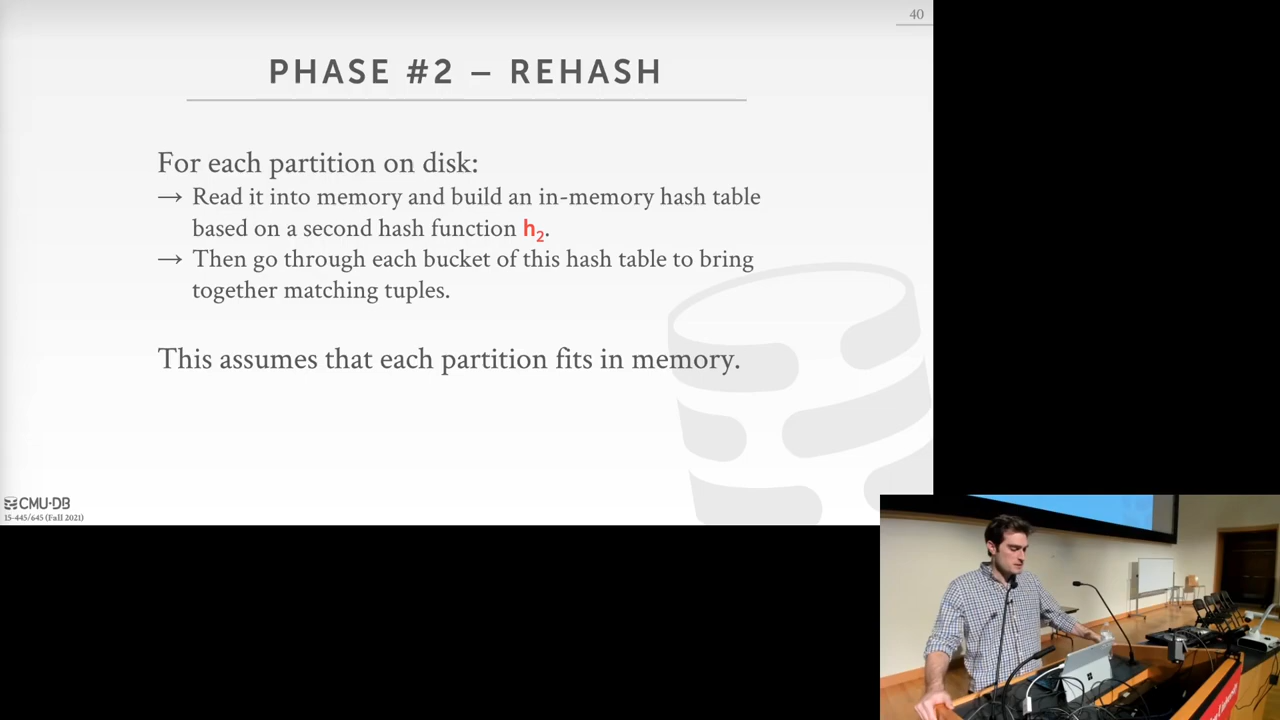 40
PHASE #2 – REHASH
For each partition on disk:
→ Read it into memory and build an in-memory hash table
based on a second hash function h2.
→ Then go through each bucket of this hash table to bring
together matching tuples.
This assumes that each partition fits in memory.
CMU·DB
15-445/645 (Fall 2021)